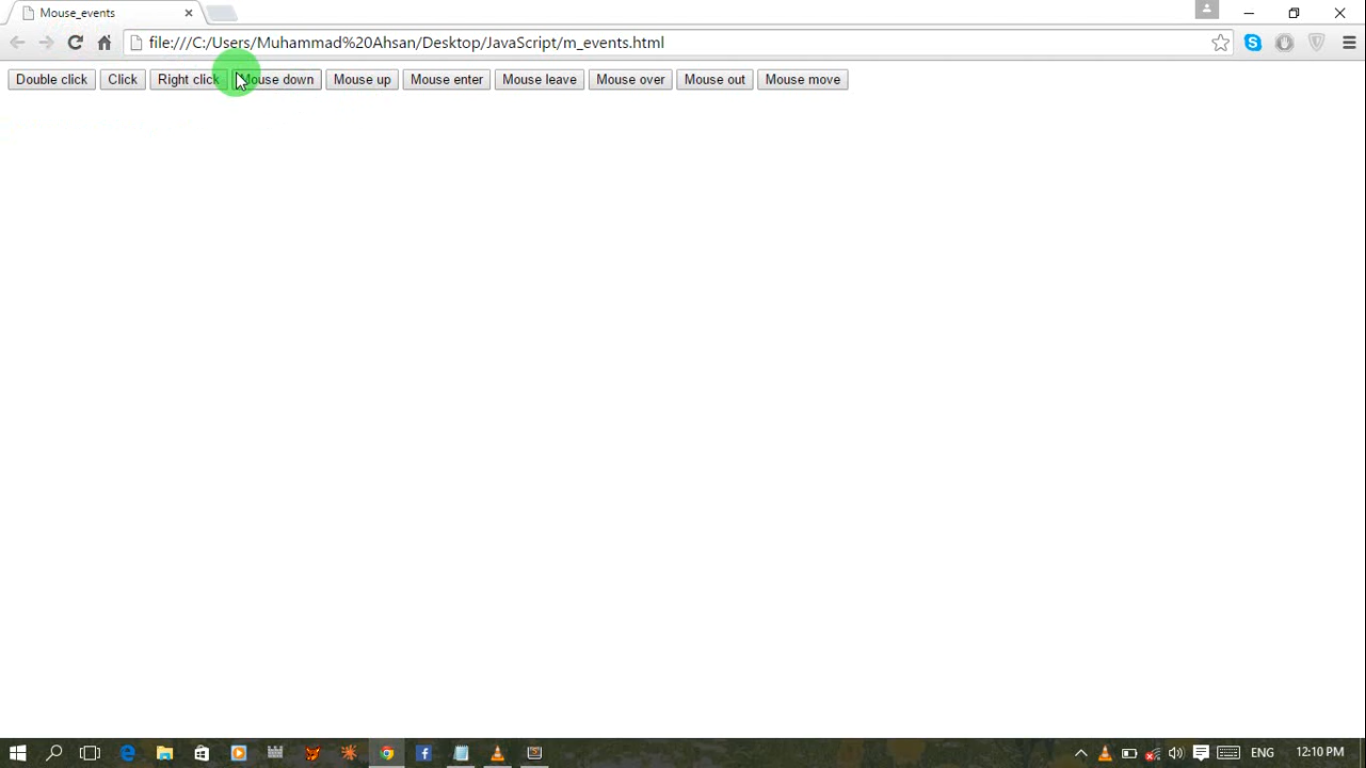 Mouse_events
file:///C:/Users/Muhammad%20Ahsan/Desktop/JavaScript/m_events.html
Double click Click Right click Mouse down Mouse up Mouse enter Mouse leave Mouse over Mouse out Mouse move
ENG 12:10 PM